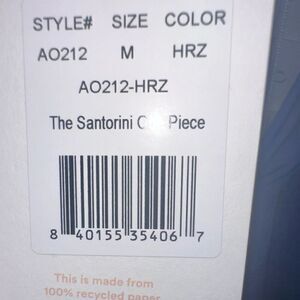 STYLE# SIZE COLOR
AO212 M HRZ
AO212-HRZ
The Santorini Piece
8 40155 35406 7
This is made from
100% recycled paper